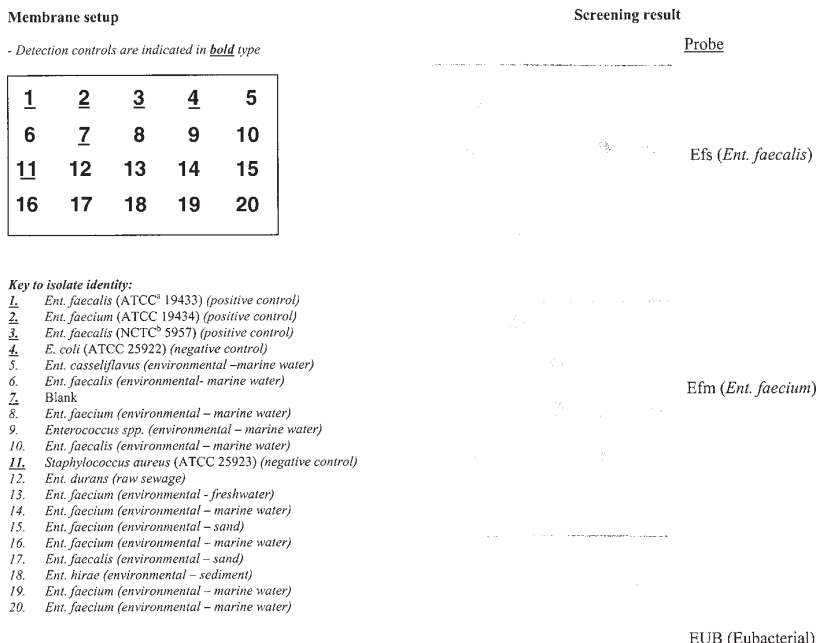 Membrane setup
Screening result
- Detection controls are indicated in bold type
Probe
1 2 3 4 5
6 7 8 9 10
11 12 13 14 15
16 17 18 19 20
Efs (Ent. faecalis)
Key to isolate identity:
1. Ent. faecalis (ATCCa 19433) (positive control)
2. Ent. faecium (ATCC 19434) (positive control)
3. Ent. faecalis (NCTCb 5957) (positive control)
4. E. coli (ATCC 25922) (negative control)
5. Ent. casseliflavus (environmental –marine water)
6. Ent. faecalis (environmental- marine water)
7. Blank
8. Ent. faecium (environmental – marine water)
9. Enterococcus spp. (environmental – marine water)
10. Ent. faecalis (environmental – marine water)
11. Staphylococcus aureus (ATCC 25923) (negative control)
12. Ent. durans (raw sewage)
13. Ent. faecium (environmental - freshwater)
14. Ent. faecium (environmental – marine water)
15. Ent. faecium (environmental – sand)
16. Ent. faecium (environmental – marine water)
17. Ent. faecalis (environmental – sand)
18. Ent. hirae (environmental – sediment)
19. Ent. faecium (environmental – marine water)
20. Ent. faecium (environmental – marine water)
Efm (Ent. faecium)
EUB (Eubacterial)